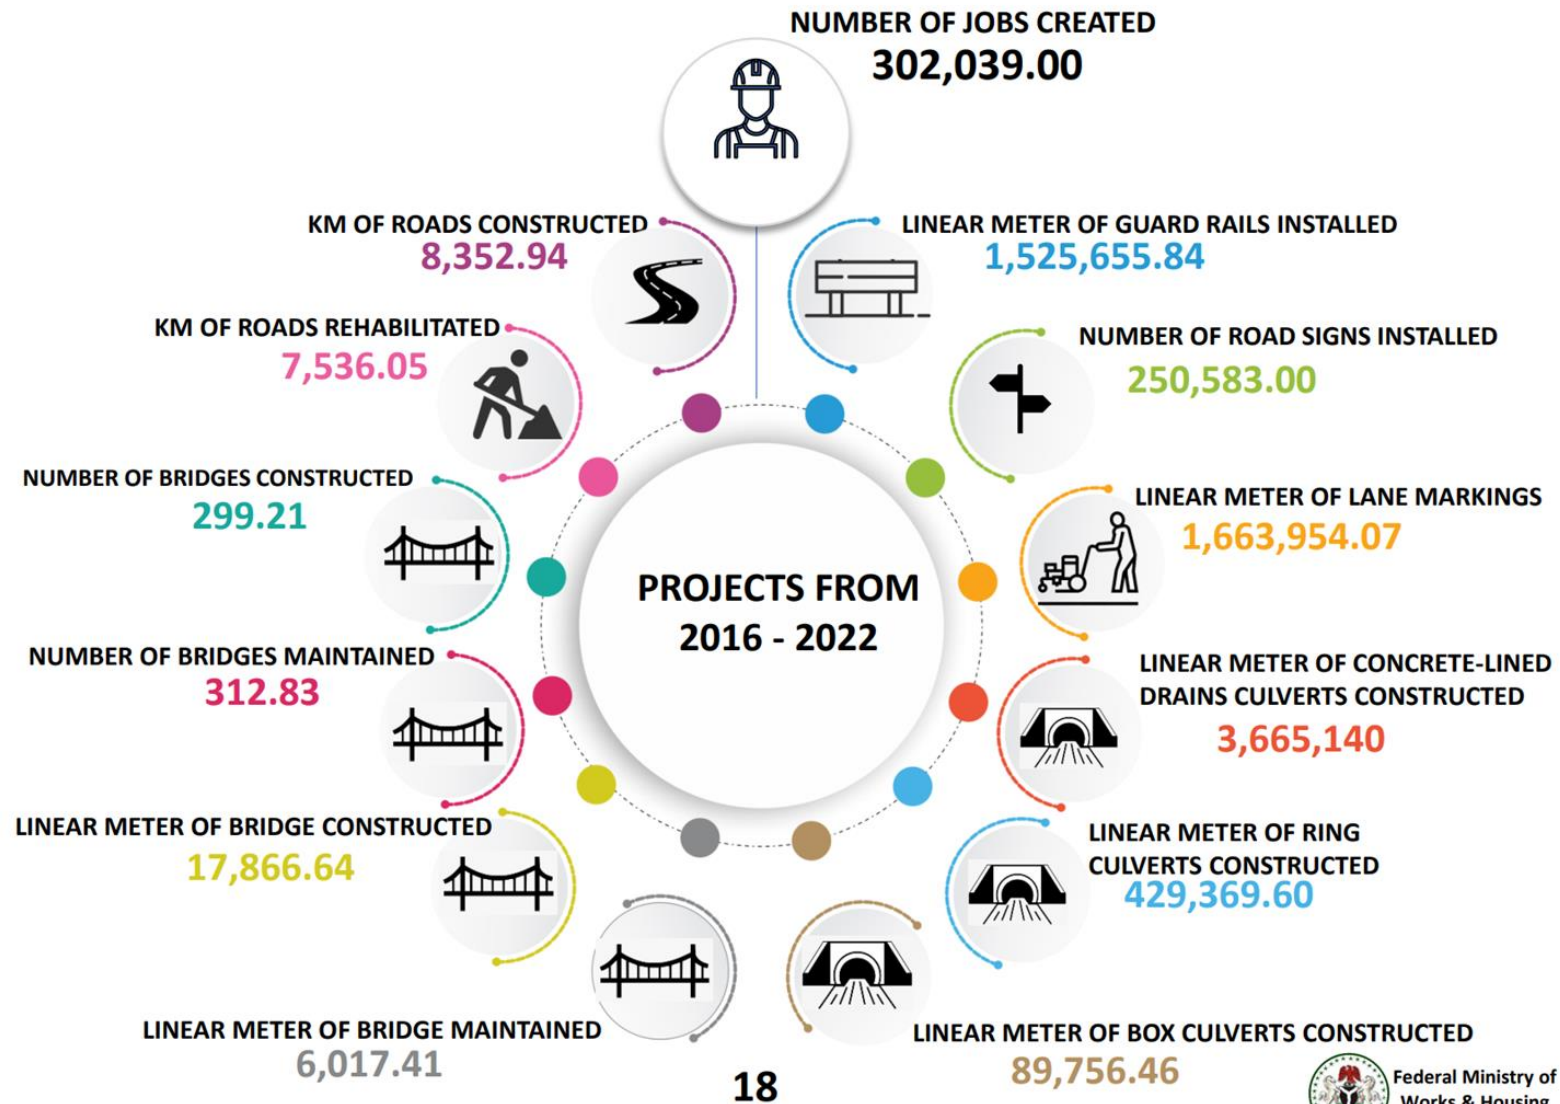 NUMBER OF JOBS CREATED
302,039.00
KM OF ROADS CONSTRUCTED
8,352.94
LINEAR METER OF GUARD RAILS INSTALLED
1,525,655.84
KM OF ROADS REHABILITATED
7,536.05
NUMBER OF ROAD SIGNS INSTALLED
250,583.00
NUMBER OF BRIDGES CONSTRUCTED
299.21
LINEAR METER OF LANE MARKINGS
1,663,954.07
PROJECTS FROM
2016 - 2022
NUMBER OF BRIDGES MAINTAINED
312.83
LINEAR METER OF CONCRETE-LINED
DRAINS CULVERTS CONSTRUCTED
3,665,140
LINEAR METER OF BRIDGE CONSTRUCTED
17,866.64
LINEAR METER OF RING
CULVERTS CONSTRUCTED
429,369.60
LINEAR METER OF BRIDGE MAINTAINED
6,017.41
LINEAR METER OF BOX CULVERTS CONSTRUCTED
89,756.46
18
Federal Ministry of
Works & Housing